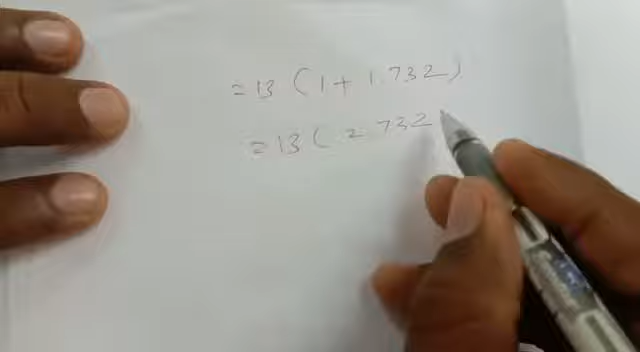 = 13 (1 + 1.732)
= 13 ( 2.732